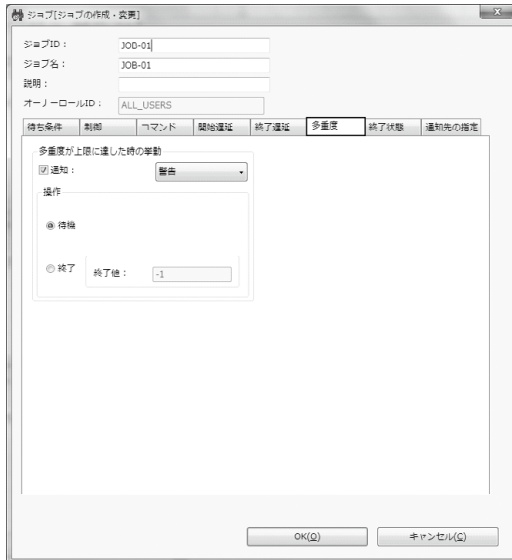 ジョブ[ジョブの作成・変更]
x
ジョブID： JOB-01
ジョブ名： JOB-01
説明：
オーナーロールID： ALL_USERS
待ち条件 制御 コマンド 開始遅延 終了遅延 多重度 終了状態 通知先の指定
多重度が上限に達した時の挙動
通知： 警告
操作
待機
終了 終了値： -1
OK(O) キャンセル(C)